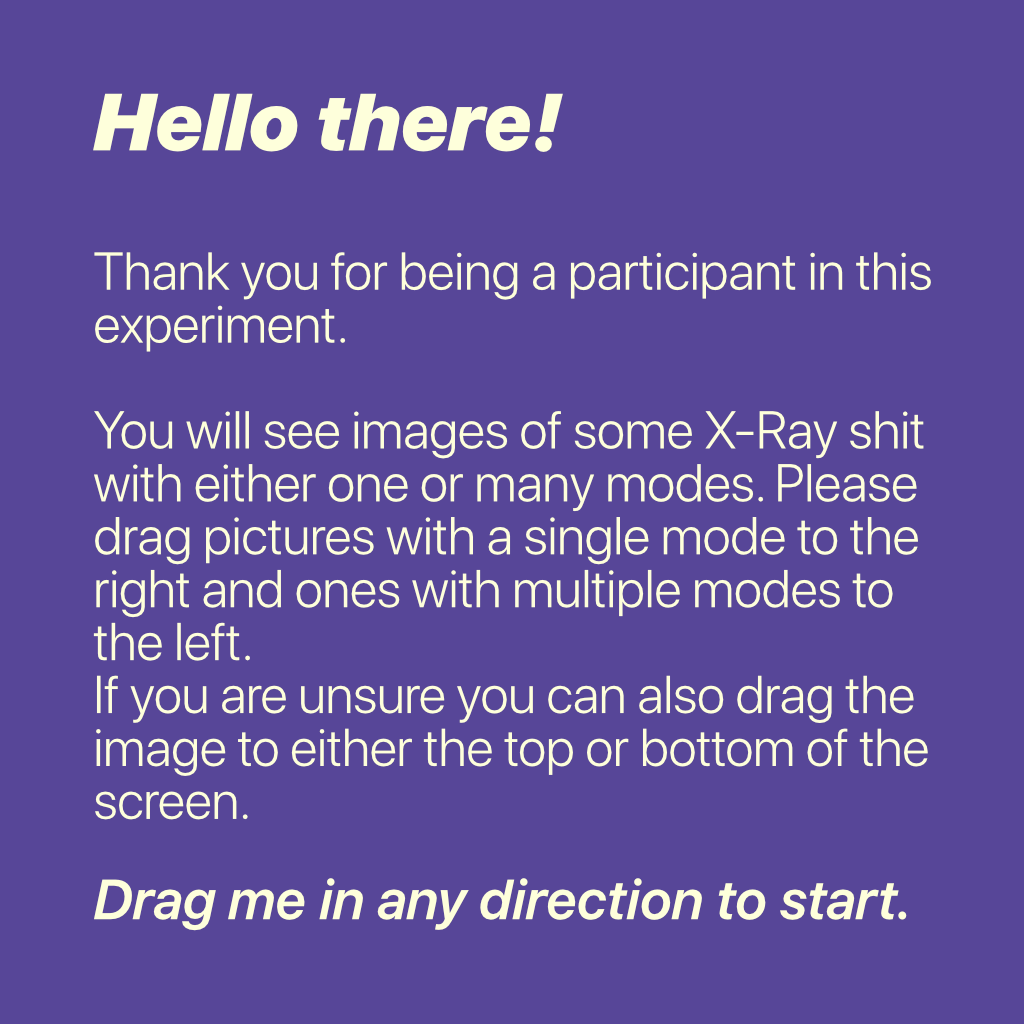 Hello there!
Thank you for being a participant in this
experiment.
You will see images of some X-Ray shit
with either one or many modes. Please
drag pictures with a single mode to the
right and ones with multiple modes to
the left.
If you are unsure you can also drag the
image to either the top or bottom of the
screen.
Drag me in any direction to start.